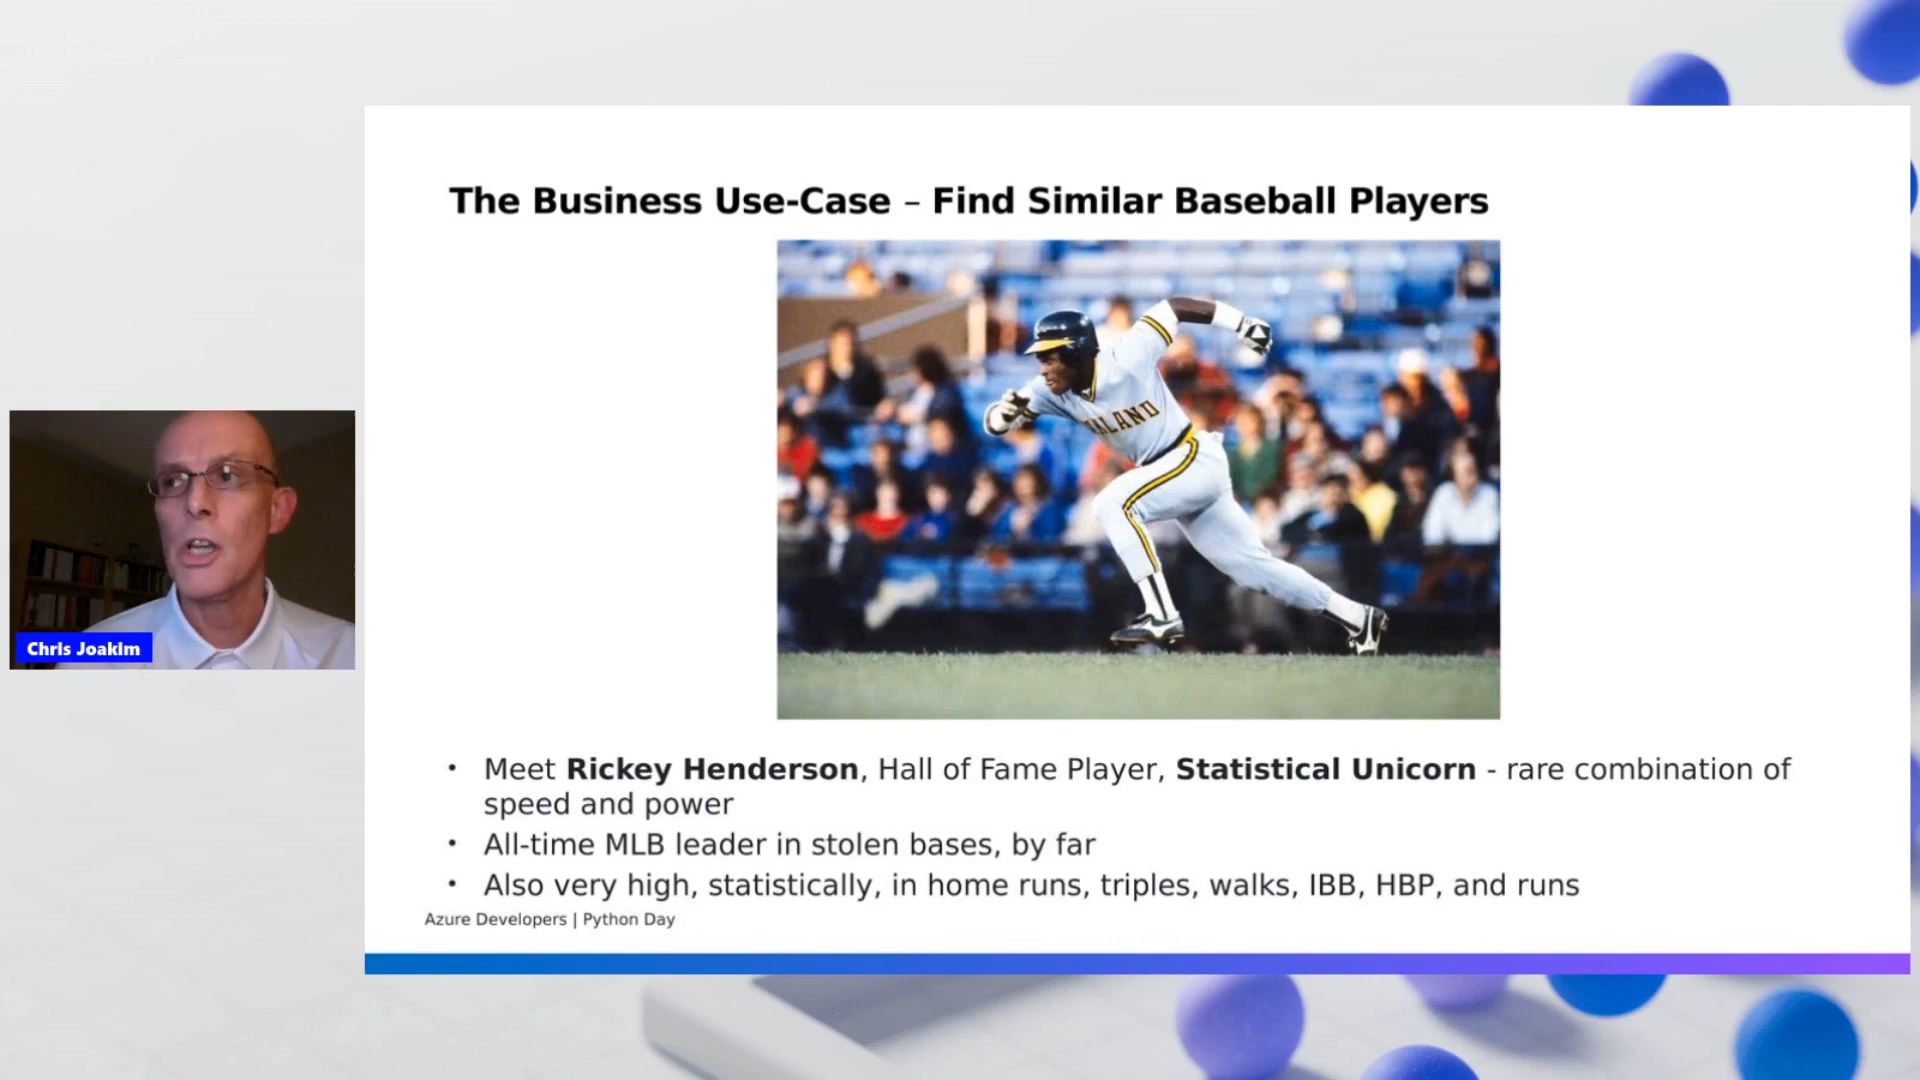 The Business Use-Case – Find Similar Baseball Players
ALAND
Chris Joakim
• Meet Rickey Henderson, Hall of Fame Player, Statistical Unicorn - rare combination of
speed and power
• All-time MLB leader in stolen bases, by far
• Also very high, statistically, in home runs, triples, walks, IBB, HBP, and runs
Azure Developers | Python Day